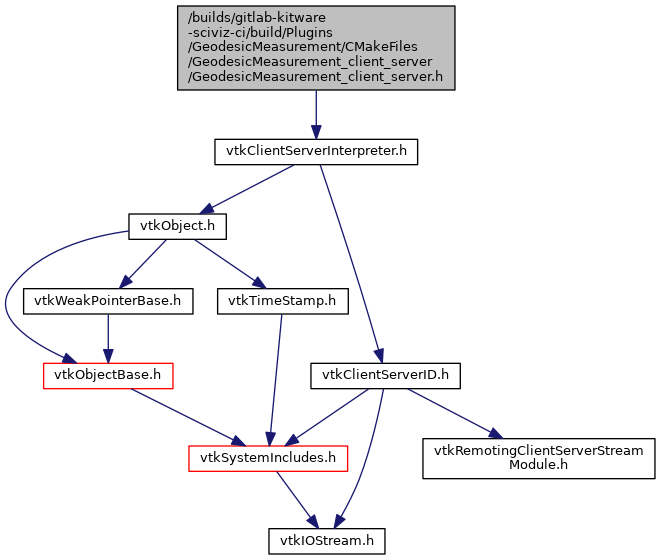 /builds/gitlab-kitware
-sciviz-ci/build/Plugins
/GeodesicMeasurement/CMakeFiles
/GeodesicMeasurement_client_server
/GeodesicMeasurement_client_server.h
vtkClientServerInterpreter.h
vtkObject.h
vtkWeakPointerBase.h
vtkTimeStamp.h
vtkObjectBase.h
vtkClientServerID.h
vtkSystemIncludes.h
vtkRemotingClientServerStream
Module.h
vtkIOStream.h